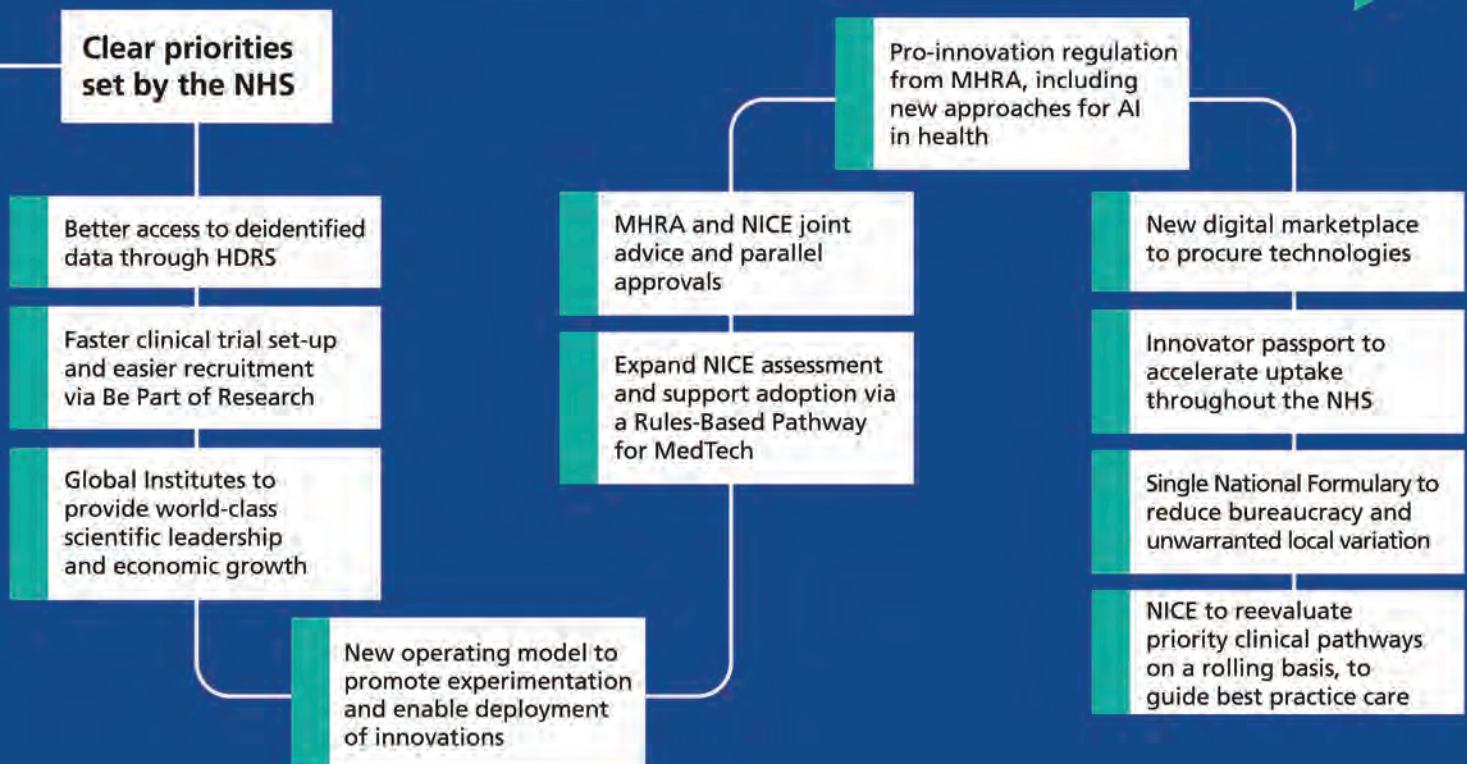 Clear priorities
set by the NHS
Better access to deidentified
data through HDRS
Faster clinical trial set-up
and easier recruitment
via Be Part of Research
Global Institutes to
provide world-class
scientific leadership
and economic growth
New operating model to
promote experimentation
and enable deployment
of innovations
Expand NICE assessment
and support adoption via
a Rules-Based Pathway
for MedTech
MHRA and NICE joint
advice and parallel
approvals
Pro-innovation regulation
from MHRA, including
new approaches for AI
in health
New digital marketplace
to procure technologies
Innovator passport to
accelerate uptake
throughout the NHS
Single National Formulary to
reduce bureaucracy and
unwarranted local variation
NICE to reevaluate
priority clinical pathways
on a rolling basis, to
guide best practice care